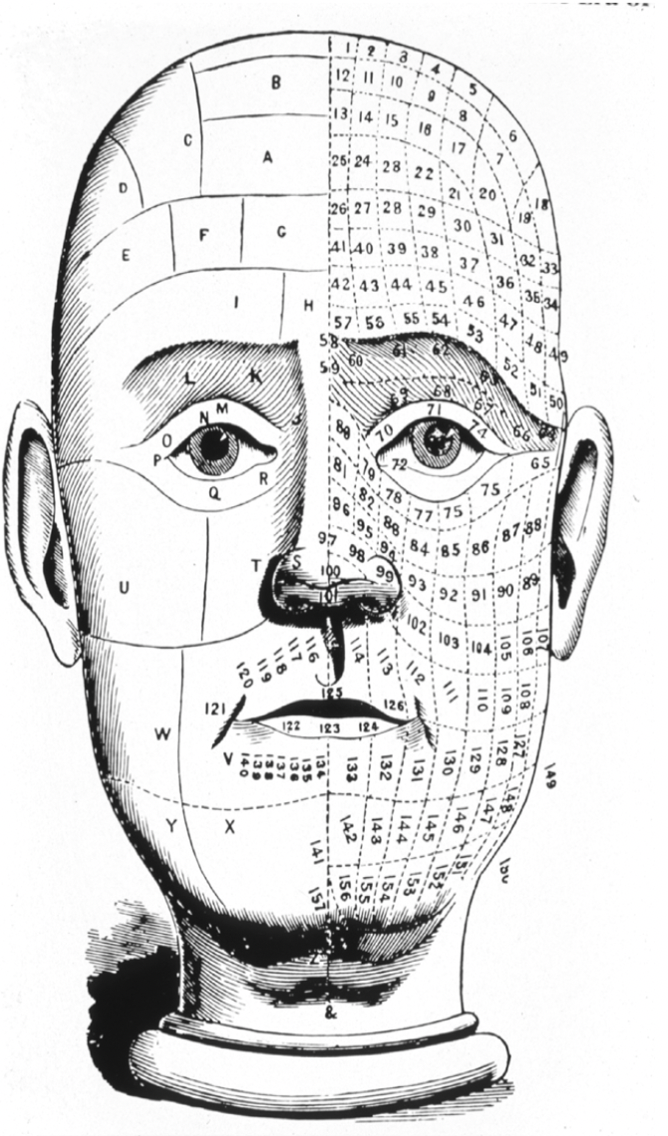 1 2 3 4 5
B 12 11 10 9 8 6
C 13 14 15 16 17 7
A 25 24 28 22 21 20
D 18 19
F G 26 27 28 29 30 31
E 41 40 39 38 37 32 33
I H 42 43 44 45 46 36 35 34
57 56 55 54 53 47 48 49
58 61 62
59 60 52
L K 51 50
69 68 67
N M J 71 74 66
O 80 70
P 81 79 72 65
Q R 82 78 77 75 75
96 95 88 87 88
97 98 84 85 86
T S 100 99
U 101 93 92 91 90 89
102 103 104 105 106 107
120 119 118 117 116 114 113 112 111 110 109 108
125
121 126
122 123 124
W
V 140 139 138 137 136 135 134 133 132 131 130 129 128 127
149
Y X 141 142 143 144 145 146 147 148
150
157 156 155 154 153 152 151
Z
&